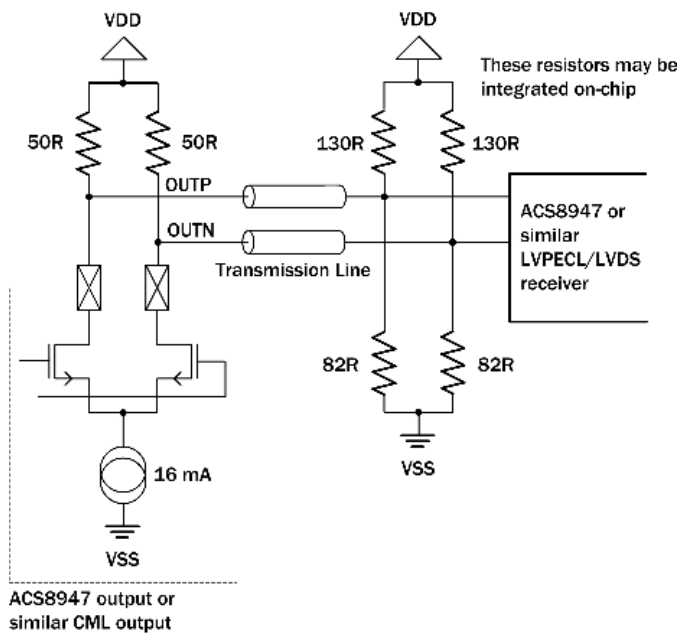 VDD
VDD
These resistors may be
integrated on-chip
50R
50R
130R
130R
OUTP
OUTN
Transmission Line
ACS8947 or
similar
LVPECL/LVDS
receiver
82R
82R
VSS
16 mA
VSS
ACS8947 output or
similar CML output